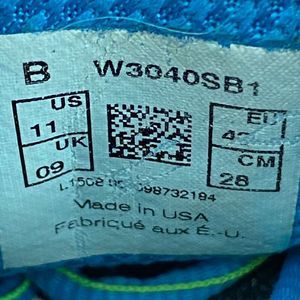 B W3040SB1
US EU
11
UK CM
09 28
Made in USA
Fabriqué aux É.-U.